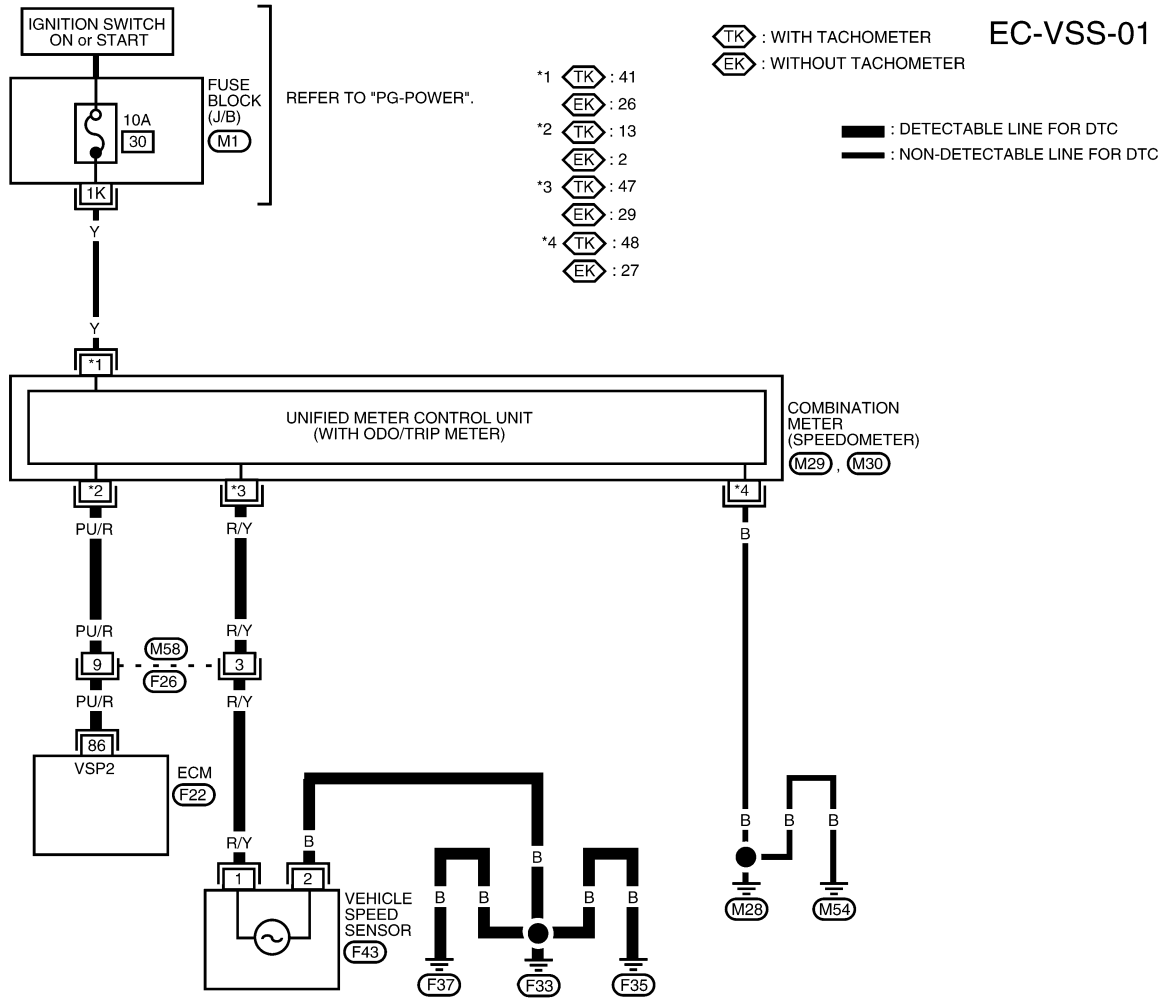 IGNITION SWITCH
ON or START
FUSE
BLOCK
(J/B)
M1
10A
30
1K
REFER TO "PG-POWER".
*1 TK : 41
EK : 26
*2 TK : 13
EK : 2
*3 TK : 47
EK : 29
*4 TK : 48
EK : 27
TK : WITH TACHOMETER
EK : WITHOUT TACHOMETER
EC-VSS-01
: DETECTABLE LINE FOR DTC
: NON-DETECTABLE LINE FOR DTC
Y
Y
*1
UNIFIED METER CONTROL UNIT
(WITH ODO/TRIP METER)
COMBINATION
METER
(SPEEDOMETER)
M29 , M30
*2 *3 *4
PU/R R/Y B
PU/R R/Y
9 M58 3
F26
PU/R R/Y
86
VSP2
ECM
F22
R/Y B
1 2
VEHICLE
SPEED
SENSOR
F43
B
B B B B
F37 F33 F35
B B B
M28 M54